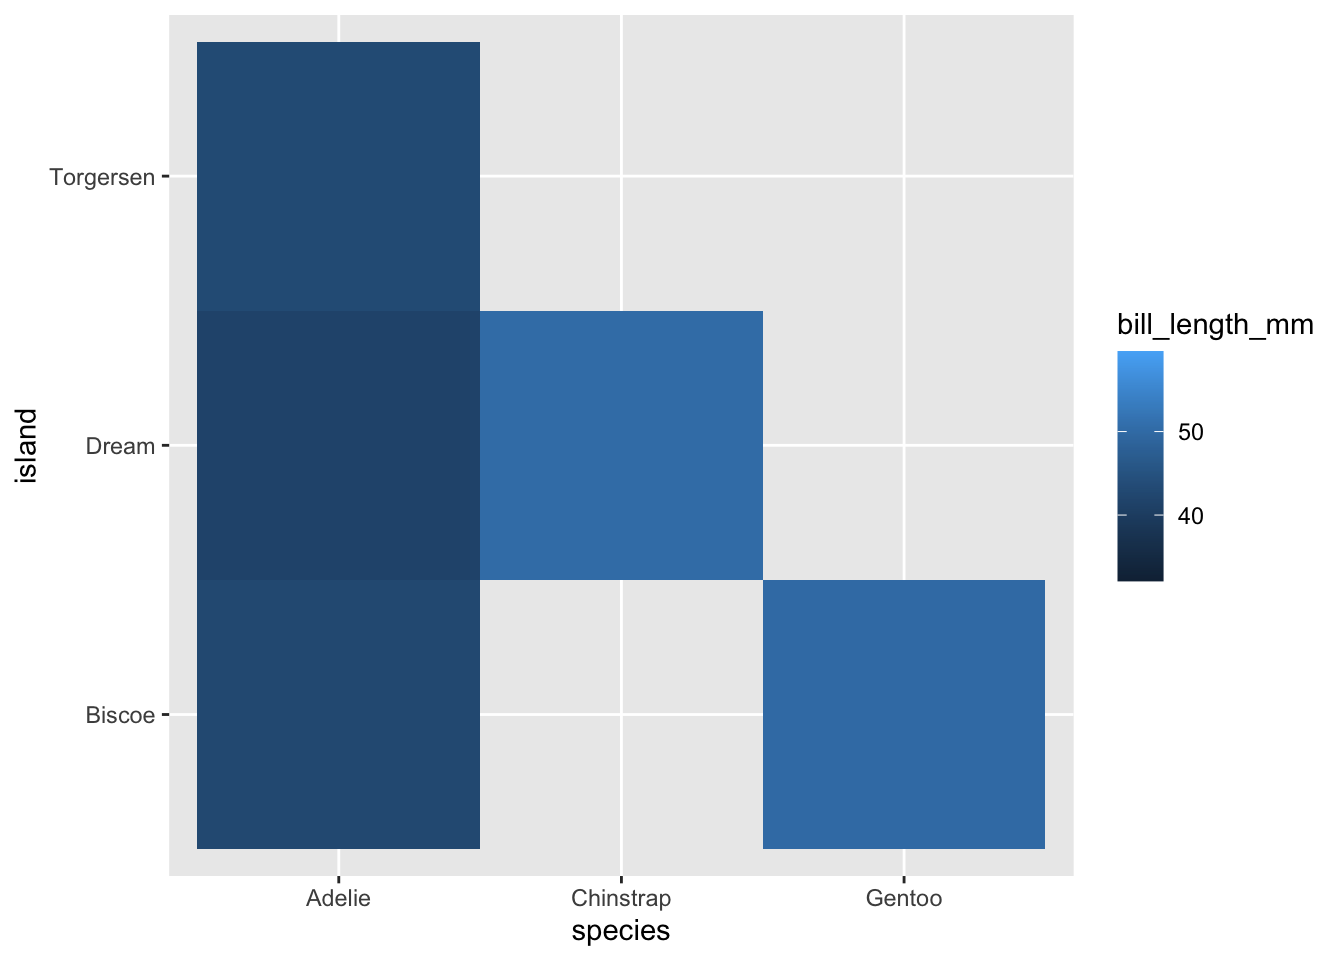 Torgersen
Dream
Biscoe
island
Adelie
Chinstrap
Gentoo
species
bill_length_mm
50
40